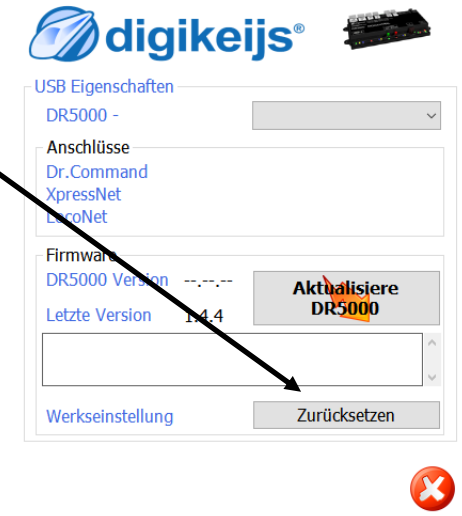 digikeijs®
USB Eigenschaften
DR5000 -
Anschlüsse
Dr.Command
XpressNet
LocoNet
Firmware
DR5000 Version --.--.--
Aktualisiere
DR5000
Letzte Version 1.4.4
Werkseinstellung Zurücksetzen